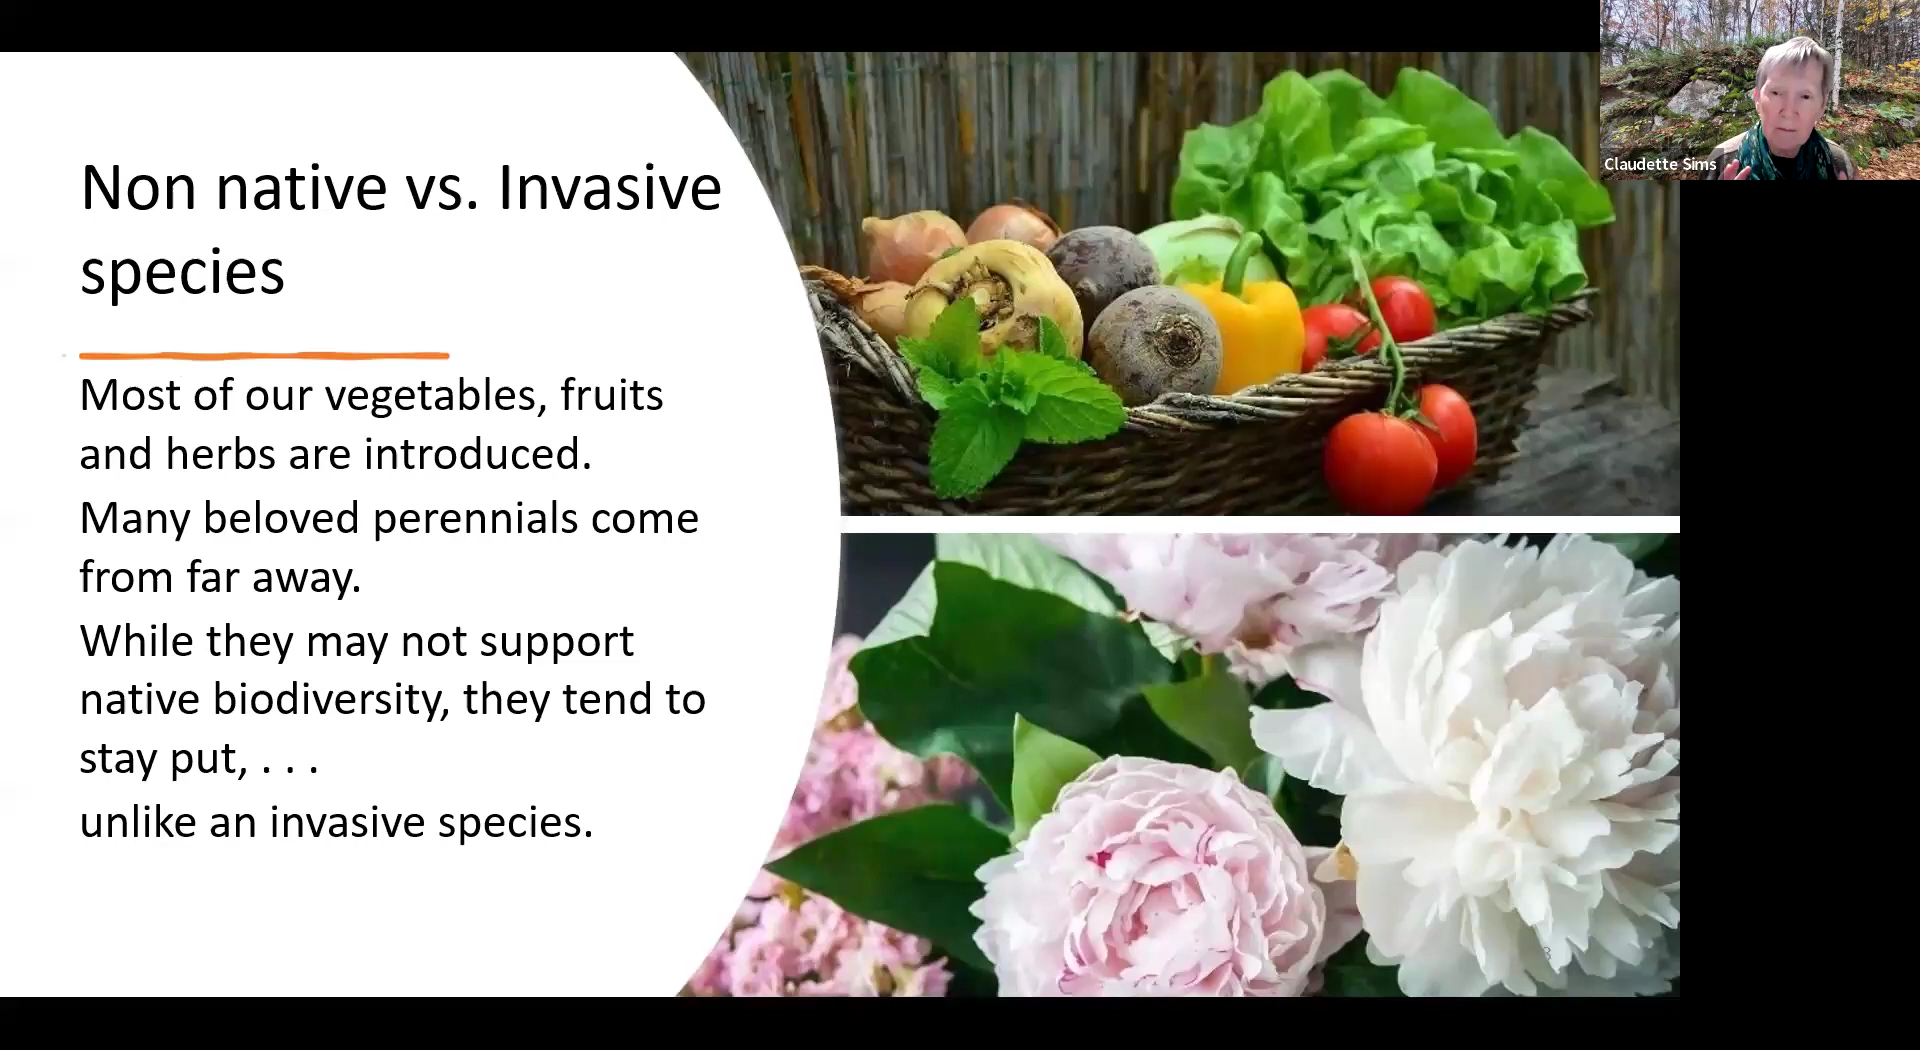 Non native vs. Invasive
species
Most of our vegetables, fruits
and herbs are introduced.
Many beloved perennials come
from far away.
While they may not support
native biodiversity, they tend to
stay put, . . .
unlike an invasive species.
Claudette Sims
3